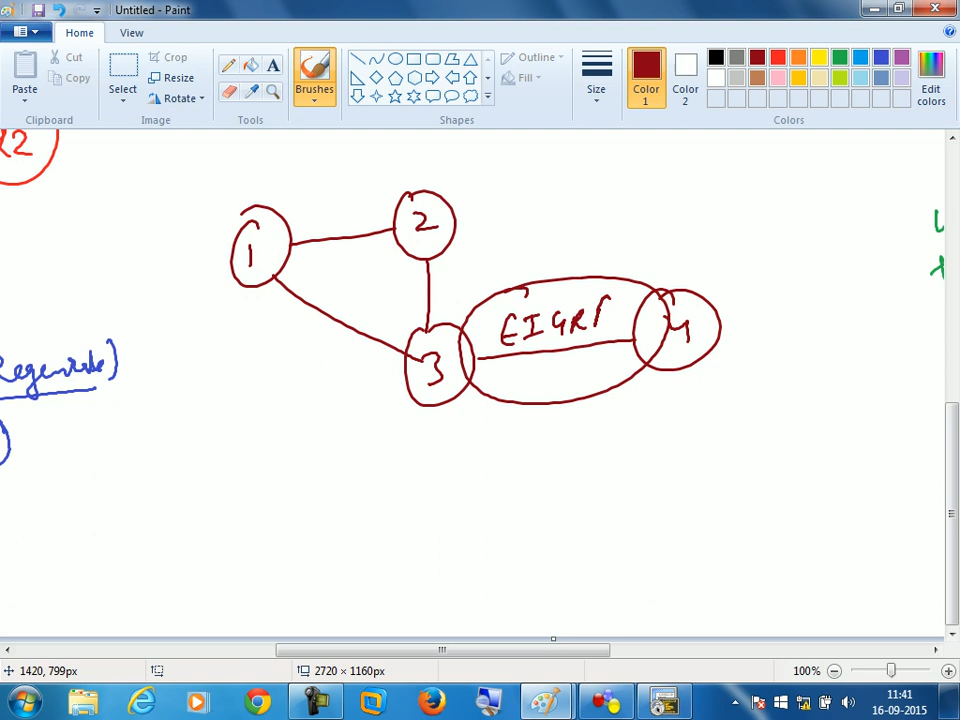 Untitled - Paint
Home
View
Paste
Cut
Copy
Clipboard
Select
Crop
Resize
Rotate
Image
Tools
Brushes
Shapes
Outline
Fill
Size
Color 1
Color 2
Edit colors
Colors
R2
1
2
EIGRP
3
4
(Regenerate)
1420, 799px
2720 × 1160px
100%
11:41
16-09-2015